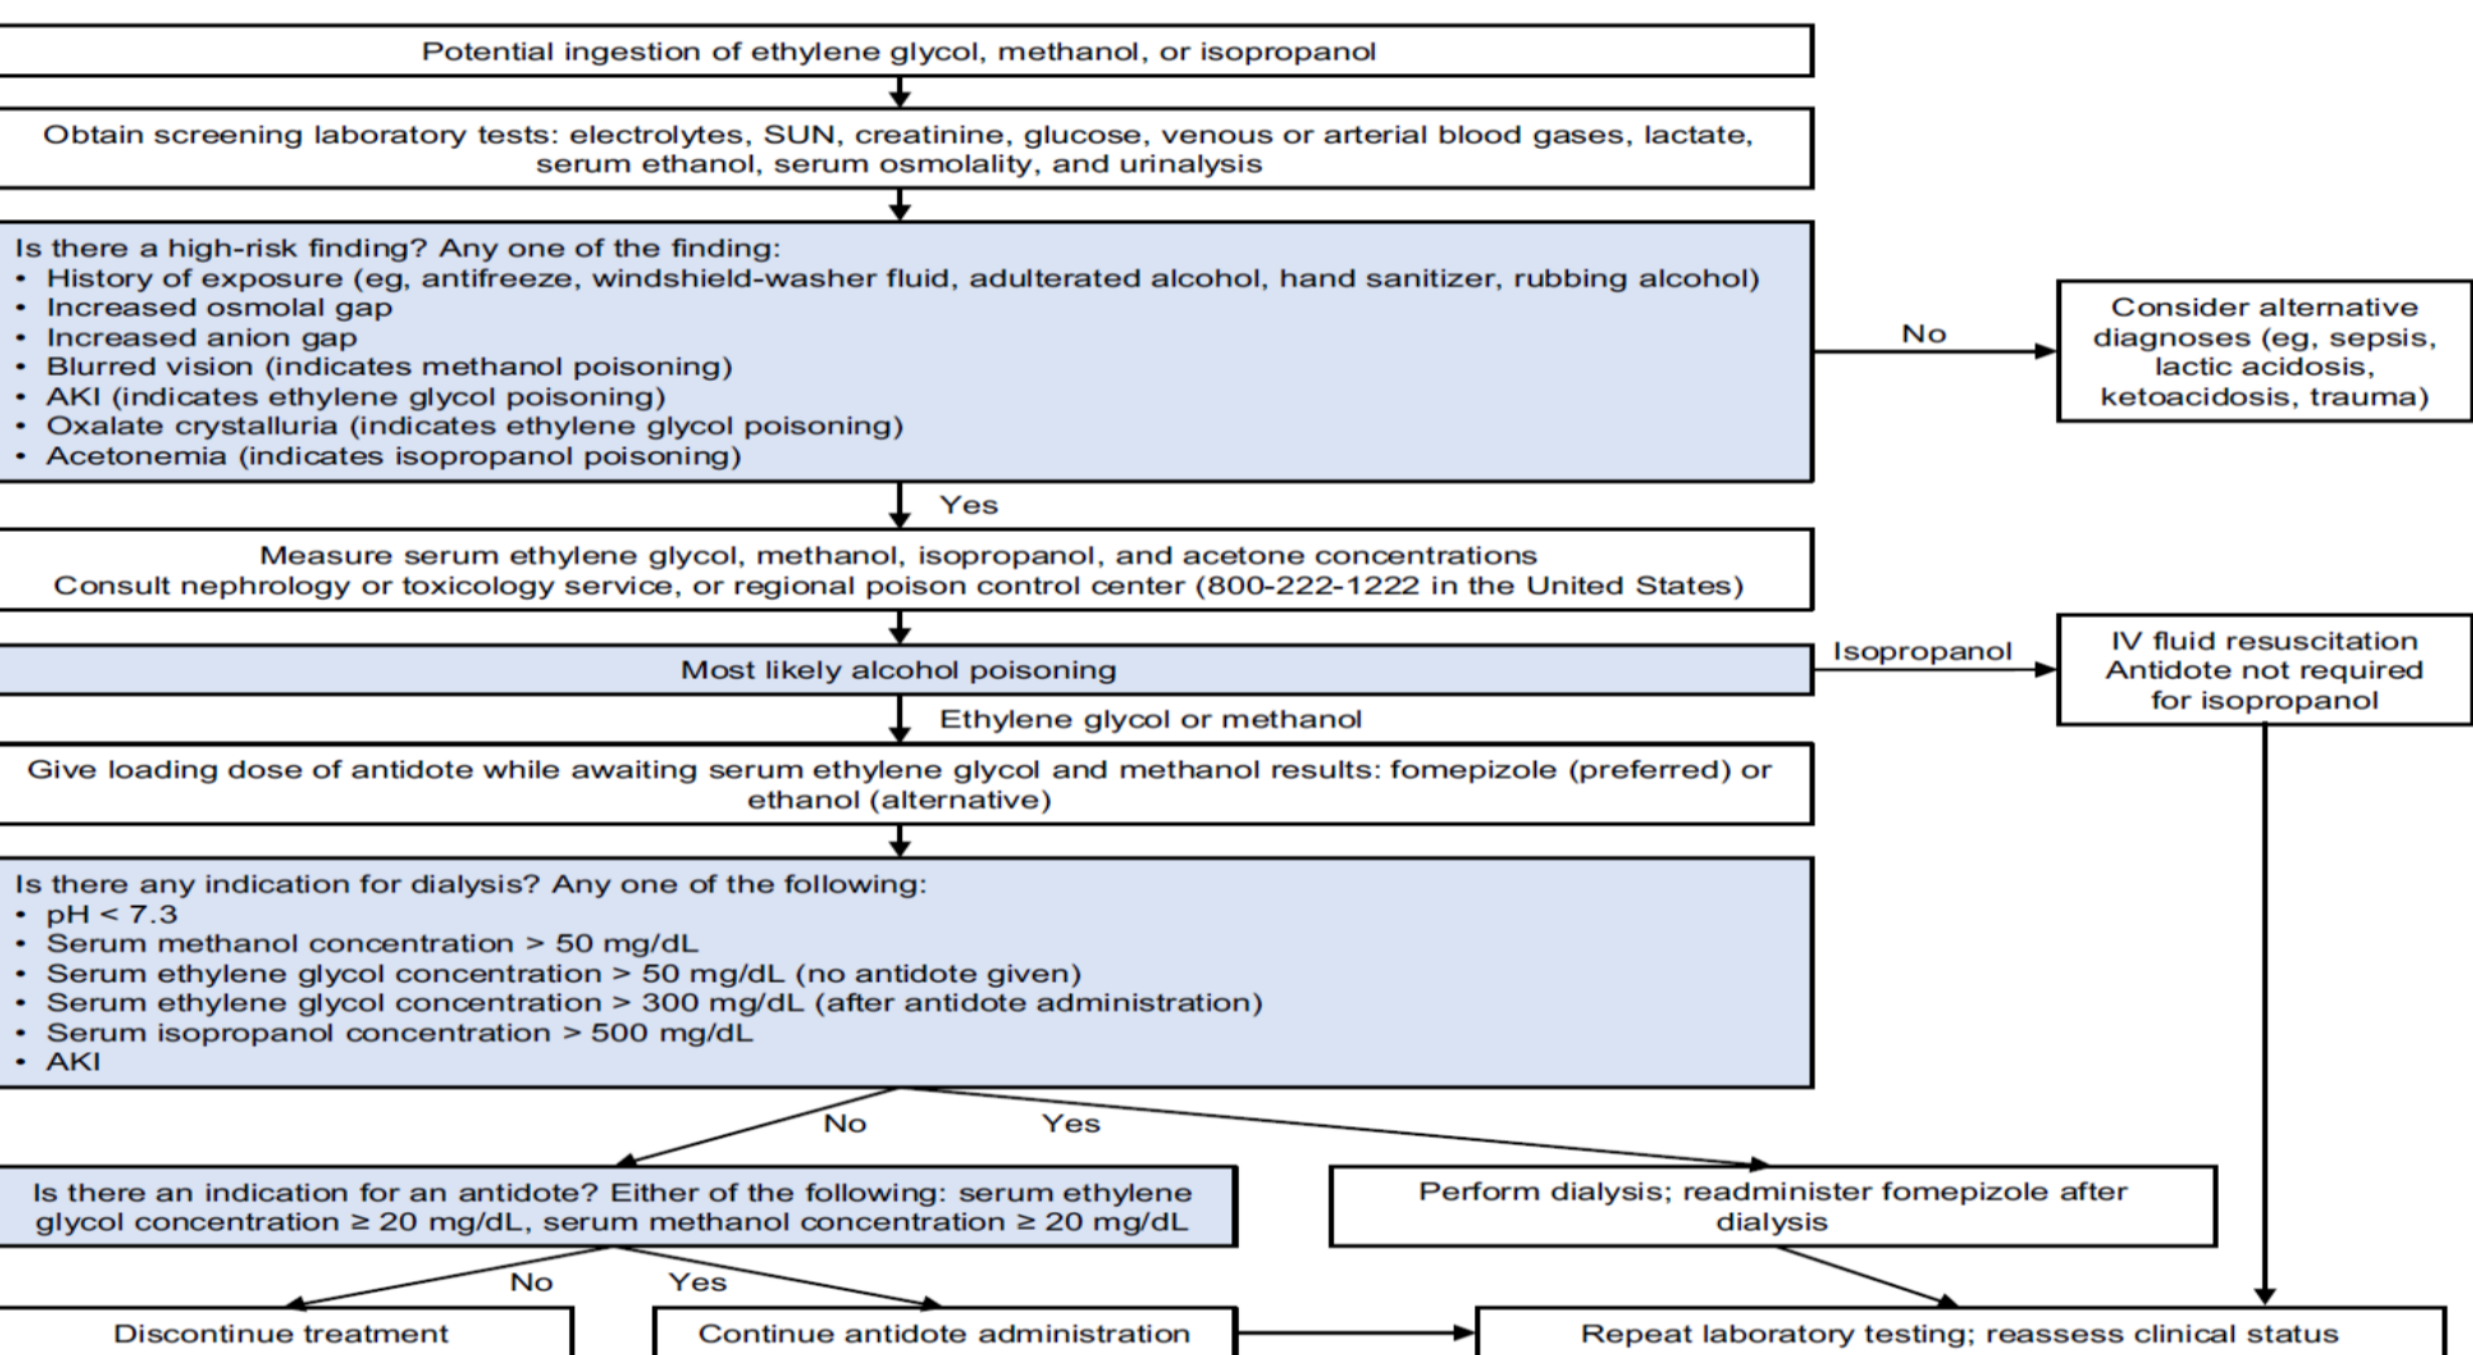 Potential ingestion of ethylene glycol, methanol, or isopropanol
Obtain screening laboratory tests: electrolytes, SUN, creatinine, glucose, venous or arterial blood gases, lactate,
serum ethanol, serum osmolality, and urinalysis
Is there a high-risk finding? Any one of the finding:
• History of exposure (eg, antifreeze, windshield-washer fluid, adulterated alcohol, hand sanitizer, rubbing alcohol)
• Increased osmolal gap
• Increased anion gap
• Blurred vision (indicates methanol poisoning)
• AKI (indicates ethylene glycol poisoning)
• Oxalate crystalluria (indicates ethylene glycol poisoning)
• Acetonemia (indicates isopropanol poisoning)
No
Consider alternative
diagnoses (eg, sepsis,
lactic acidosis,
ketoacidosis, trauma)
Yes
Measure serum ethylene glycol, methanol, isopropanol, and acetone concentrations
Consult nephrology or toxicology service, or regional poison control center (800-222-1222 in the United States)
Most likely alcohol poisoning
Isopropanol
IV fluid resuscitation
Antidote not required
for isopropanol
Ethylene glycol or methanol
Give loading dose of antidote while awaiting serum ethylene glycol and methanol results: fomepizole (preferred) or
ethanol (alternative)
Is there any indication for dialysis? Any one of the following:
• pH < 7.3
• Serum methanol concentration > 50 mg/dL
• Serum ethylene glycol concentration > 50 mg/dL (no antidote given)
• Serum ethylene glycol concentration > 300 mg/dL (after antidote administration)
• Serum isopropanol concentration > 500 mg/dL
• AKI
No
Yes
Is there an indication for an antidote? Either of the following: serum ethylene
glycol concentration ≥ 20 mg/dL, serum methanol concentration ≥ 20 mg/dL
Perform dialysis; readminister fomepizole after
dialysis
No
Yes
Discontinue treatment
Continue antidote administration
Repeat laboratory testing; reassess clinical status